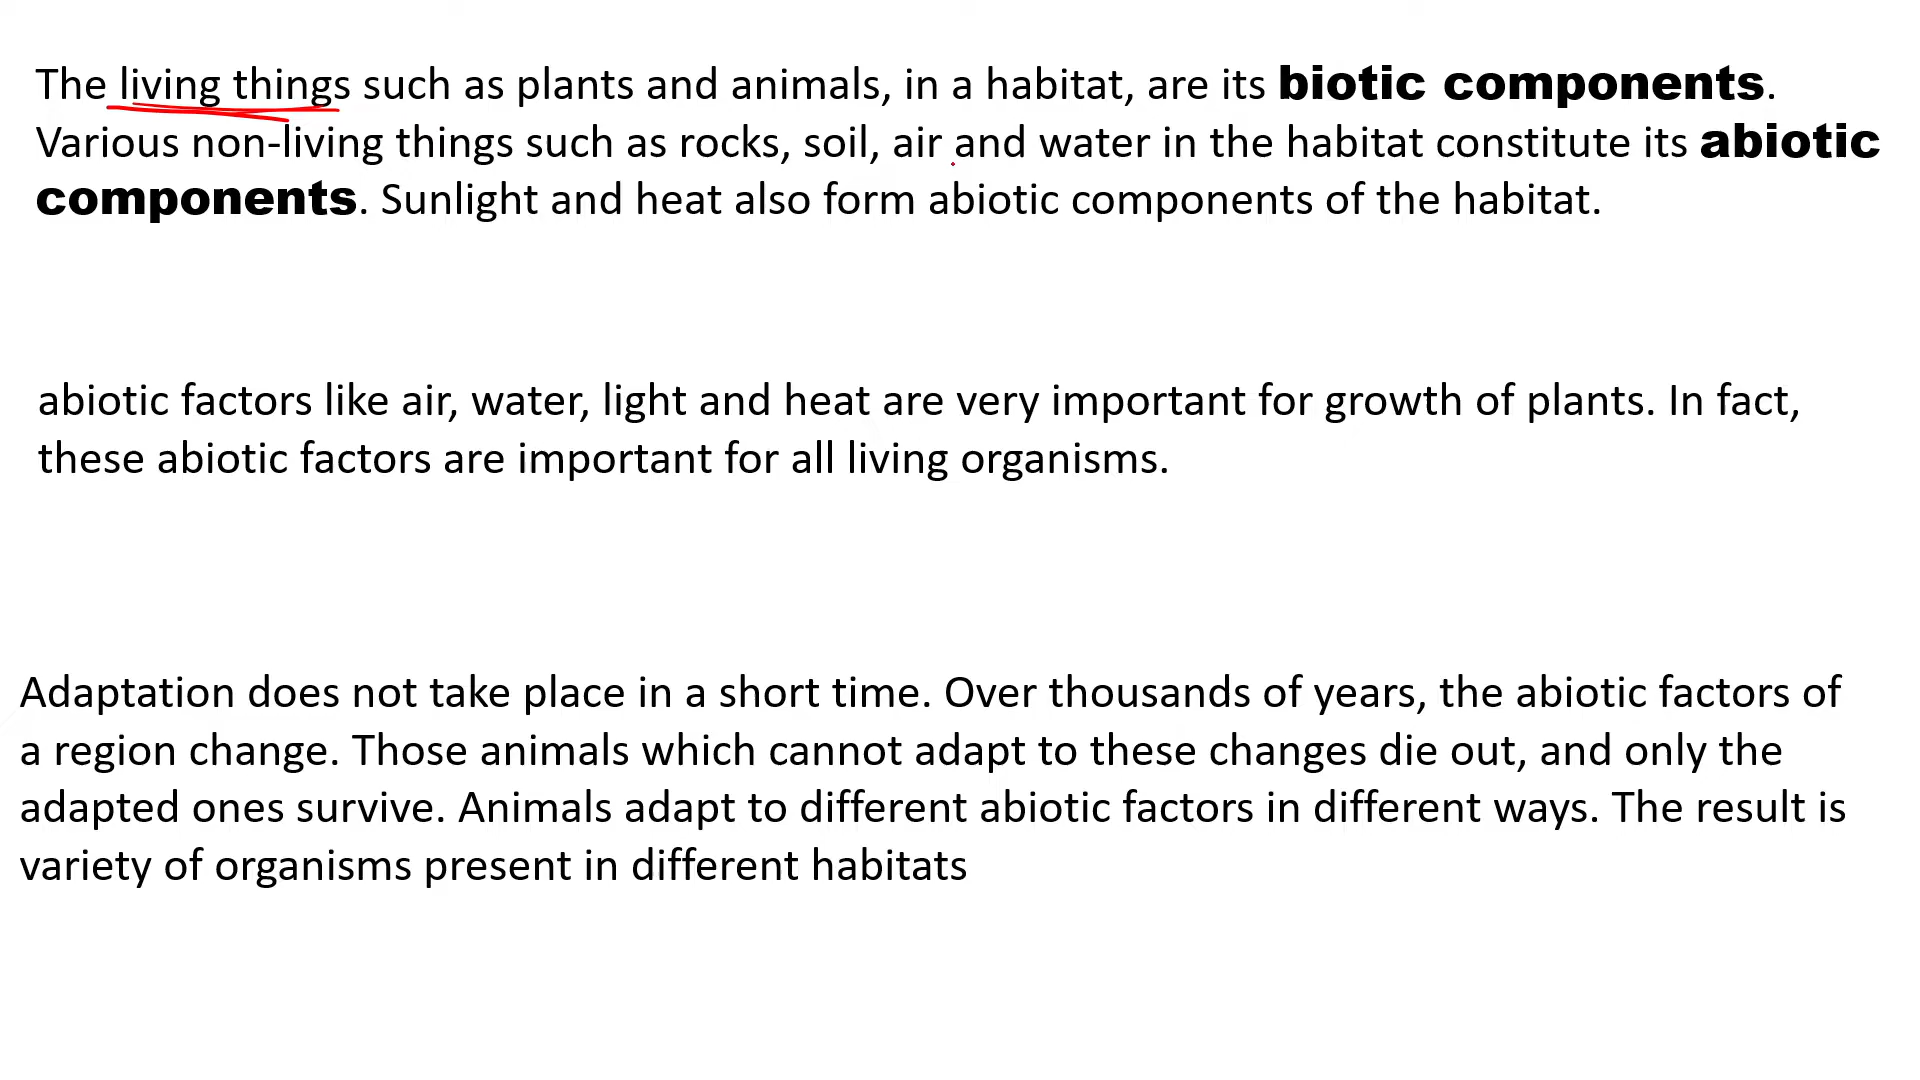 The living things such as plants and animals, in a habitat, are its biotic components.
Various non-living things such as rocks, soil, air and water in the habitat constitute its abiotic
components. Sunlight and heat also form abiotic components of the habitat.
abiotic factors like air, water, light and heat are very important for growth of plants. In fact,
these abiotic factors are important for all living organisms.
Adaptation does not take place in a short time. Over thousands of years, the abiotic factors of
a region change. Those animals which cannot adapt to these changes die out, and only the
adapted ones survive. Animals adapt to different abiotic factors in different ways. The result is
variety of organisms present in different habitats